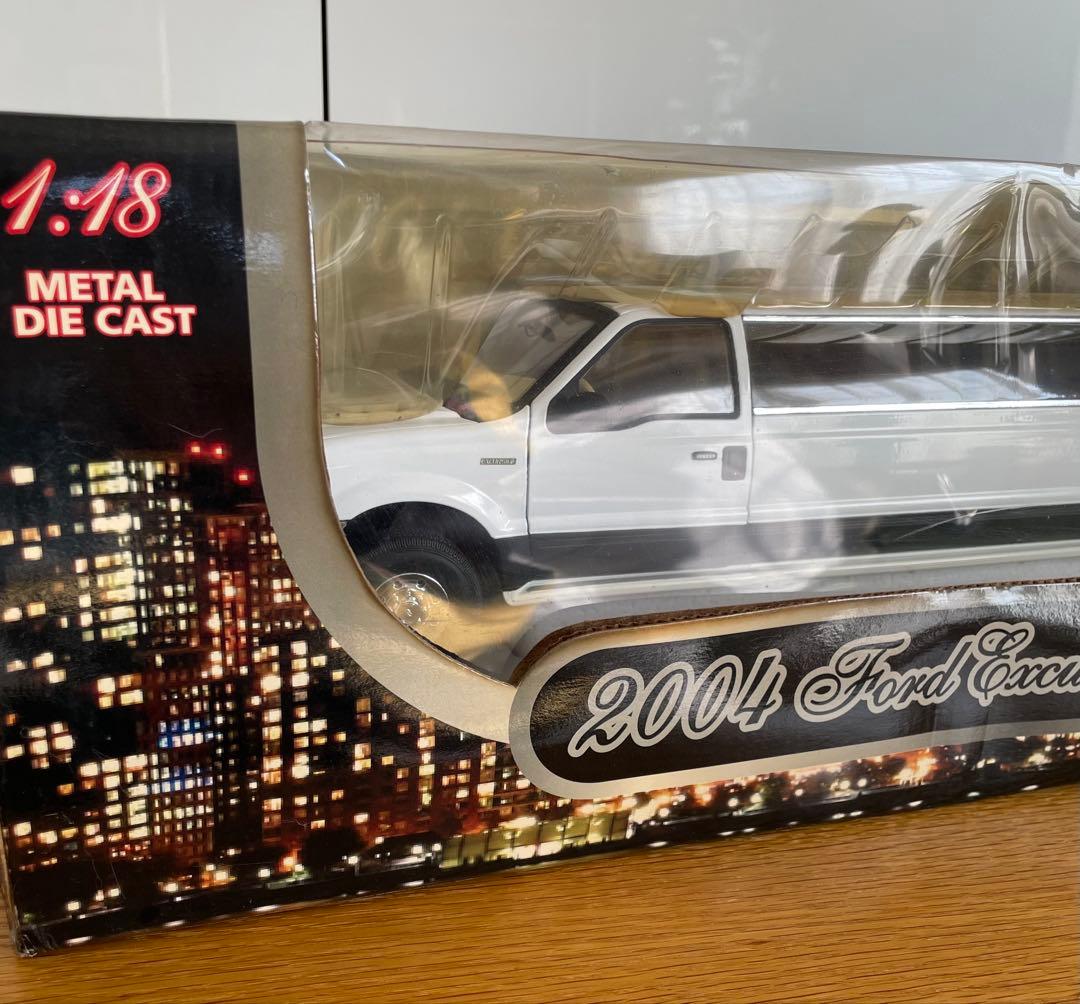 1:18
METAL
DIE CAST
2004 Ford Excu